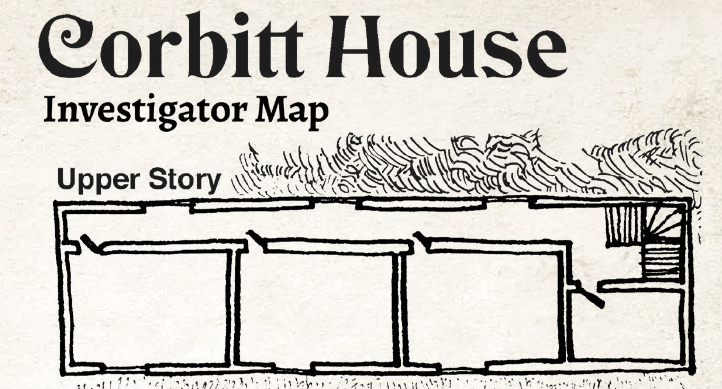 Corbitt House
Investigator Map
Upper Story